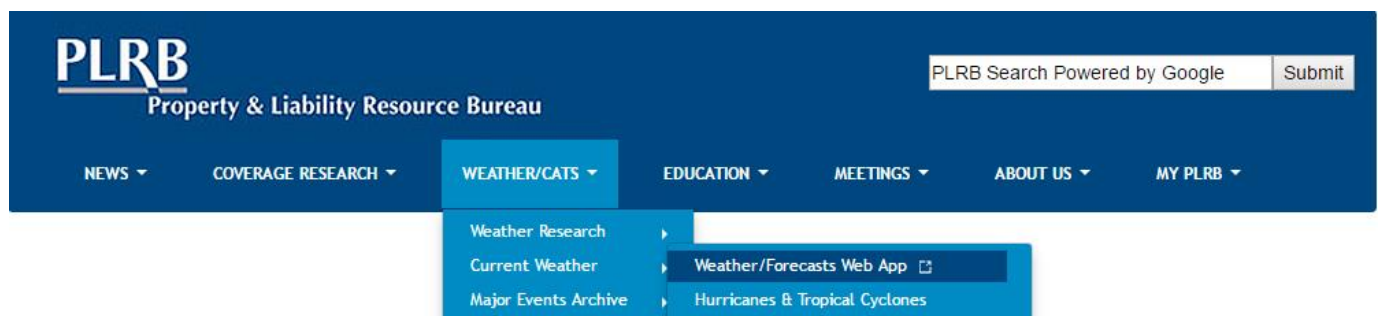 PLRB
Property & Liability Resource Bureau
PLRB Search Powered by Google Submit
NEWS COVERAGE RESEARCH WEATHER/CATS EDUCATION MEETINGS ABOUT US MY PLRB
Weather Research
Current Weather Weather/Forecasts Web App
Major Events Archive Hurricanes & Tropical Cyclones